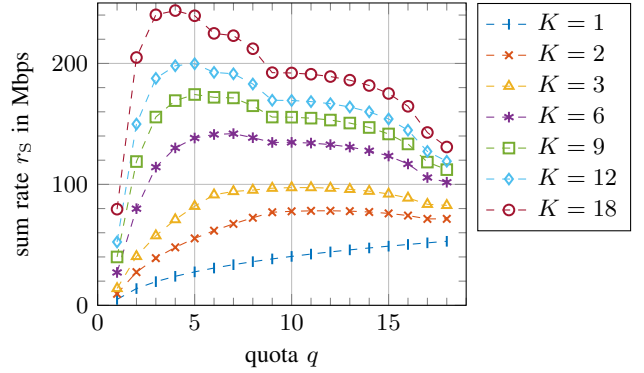 sum rate r_S in Mbps
200
100
0
0
5
10
15
quota q
K = 1
K = 2
K = 3
K = 6
K = 9
K = 12
K = 18